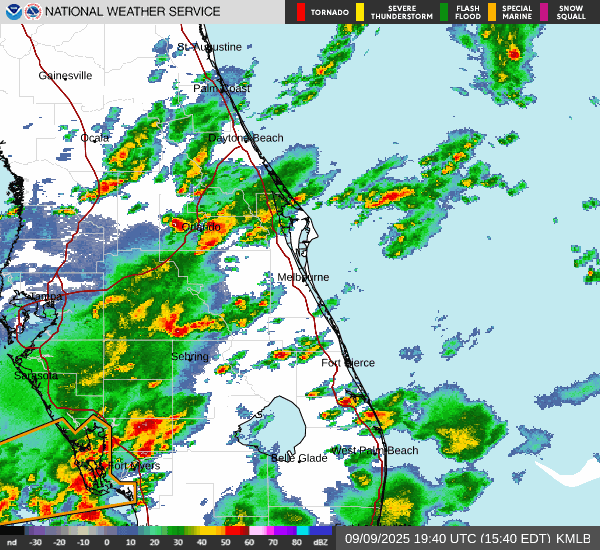 NATIONAL WEATHER SERVICE
TORNADO
SEVERE THUNDERSTORM
FLASH FLOOD
SPECIAL MARINE
SNOW SQUALL
St. Augustine
Gainesville
Palm Coast
Ocala
Daytona Beach
Orlando
Melbourne
Tampa
Sebring
Fort Pierce
Sarasota
West Palm Beach
Belle Glade
Fort Myers
nd -30 -20 -10 0 10 20 30 40 50 60 70 80 dBZ
09/09/2025 19:40 UTC (15:40 EDT) KMLB